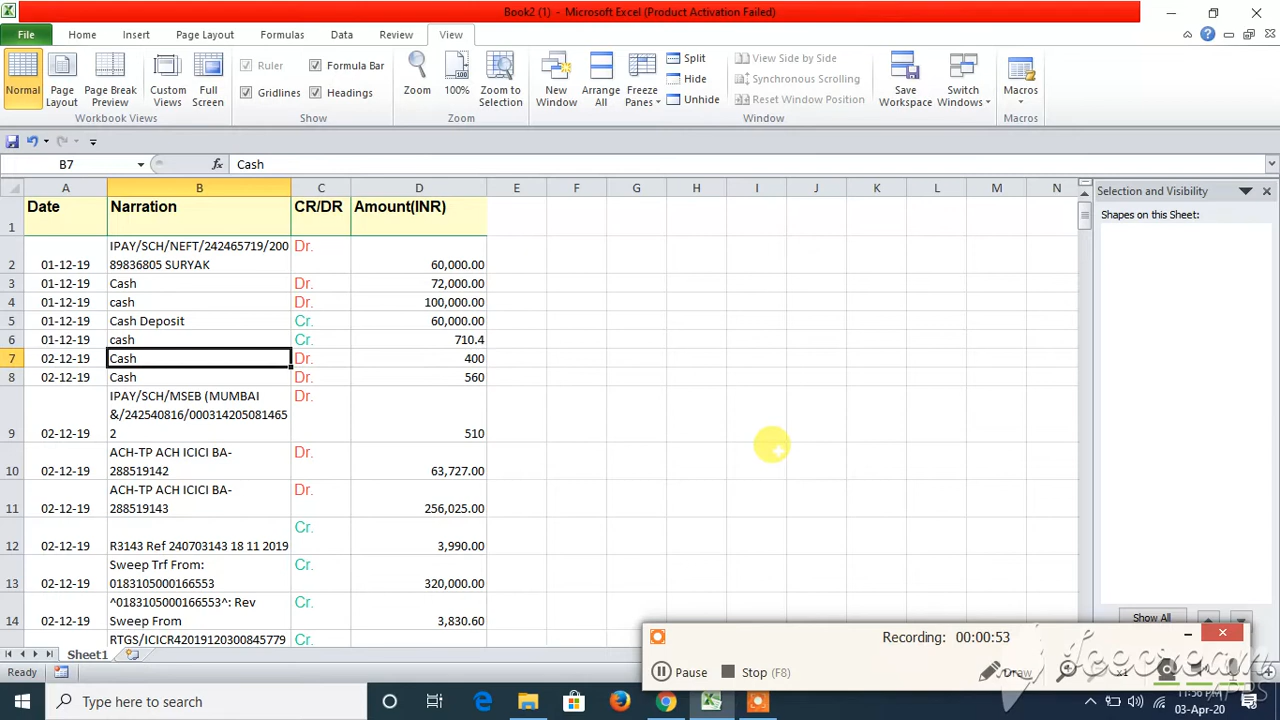 Book2 (1) - Microsoft Excel (Product Activation Failed)
File Home Insert Page Layout Formulas Data Review View
Normal
Page Layout
Page Break Preview
Custom Views
Full Screen
Workbook Views
Ruler
Formula Bar
Gridlines
Headings
Show
Zoom
100%
Zoom to Selection
Zoom
New Window
Arrange All
Freeze Panes
Split
Hide
Unhide
View Side by Side
Synchronous Scrolling
Reset Window Position
Window
Save Workspace
Switch Windows
Macros
Macros
B7 fx Cash
A B C D E F G H I J K L M N
1 Date Narration CR/DR Amount(INR)
IPAY/SCH/NEFT/242465719/200 Dr.
2 01-12-19 89836805 SURYAK 60,000.00
3 01-12-19 Cash Dr. 72,000.00
4 01-12-19 cash Dr. 100,000.00
5 01-12-19 Cash Deposit Cr. 60,000.00
6 01-12-19 cash Cr. 710.4
7 02-12-19 Cash Dr. 400
8 02-12-19 Cash Dr. 560
IPAY/SCH/MSEB (MUMBAI Dr.
&/242540816/000314205081465
9 02-12-19 2 510
ACH-TP ACH ICICI BA- Dr.
10 02-12-19 288519142 63,727.00
ACH-TP ACH ICICI BA- Dr.
11 02-12-19 288519143 256,025.00
Cr.
12 02-12-19 R3143 Ref 240703143 18 11 2019 3,990.00
Sweep Trf From: Cr.
13 02-12-19 0183105000166553 320,000.00
^0183105000166553^: Rev Cr.
14 02-12-19 Sweep From 3,830.60
RTGS/ICICR42019120300845779 Cr.
Selection and Visibility
Shapes on this Sheet:
Show All
Recording: 00:00:53
Pause Stop (F8) Draw x1
Icecream
APPS
Sheet1
Ready
Type here to search
11:56 PM
03-Apr-20